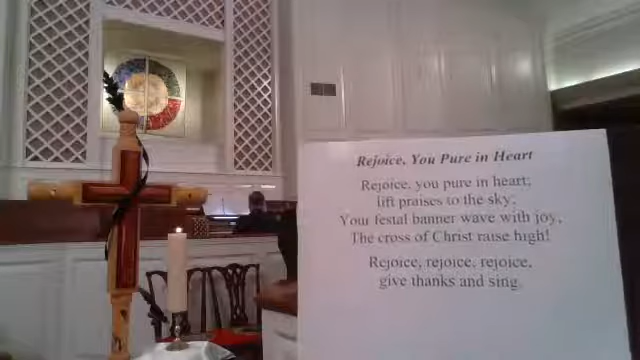 Rejoice, You Pure in Heart
Rejoice, you pure in heart;
lift praises to the sky;
Your festal banner wave with joy,
The cross of Christ raise high!
Rejoice, rejoice, rejoice,
give thanks and sing.